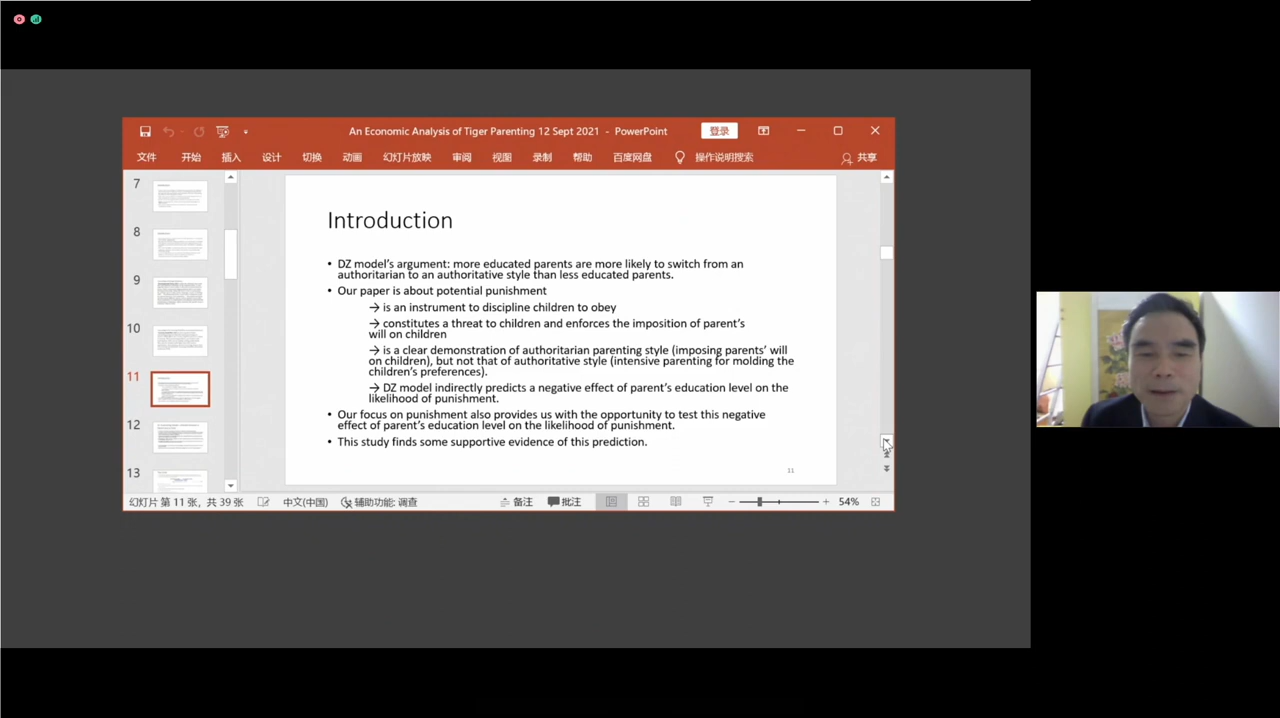 An Economic Analysis of Tiger Parenting 12 Sept 2021 - PowerPoint
登录
文件 开始 插入 设计 切换 动画 幻灯片放映 审阅 视图 录制 帮助 百度网盘 操作说明搜索 共享
7
8
9
10
11
12
13
Introduction
• DZ model's argument: more educated parents are more likely to switch from an
authoritarian to an authoritative style than less educated parents.
• Our paper is about potential punishment
→ is an instrument to discipline children to obey
→ constitutes a threat to children and enforces the imposition of parent's
will on children
→ is a clear demonstration of authoritarian parenting style (imposing parents' will
on children), but not that of authoritative style (intensive parenting for molding the
children's preferences).
→ DZ model indirectly predicts a negative effect of parent's education level on the
likelihood of punishment.
• Our focus on punishment also provides us with the opportunity to test this negative
effect of parent's education level on the likelihood of punishment.
• This study finds some supportive evidence of this prediction.
11
幻灯片 第 11 张，共 39 张 中文(中国) 辅助功能: 调查 备注 批注 54%